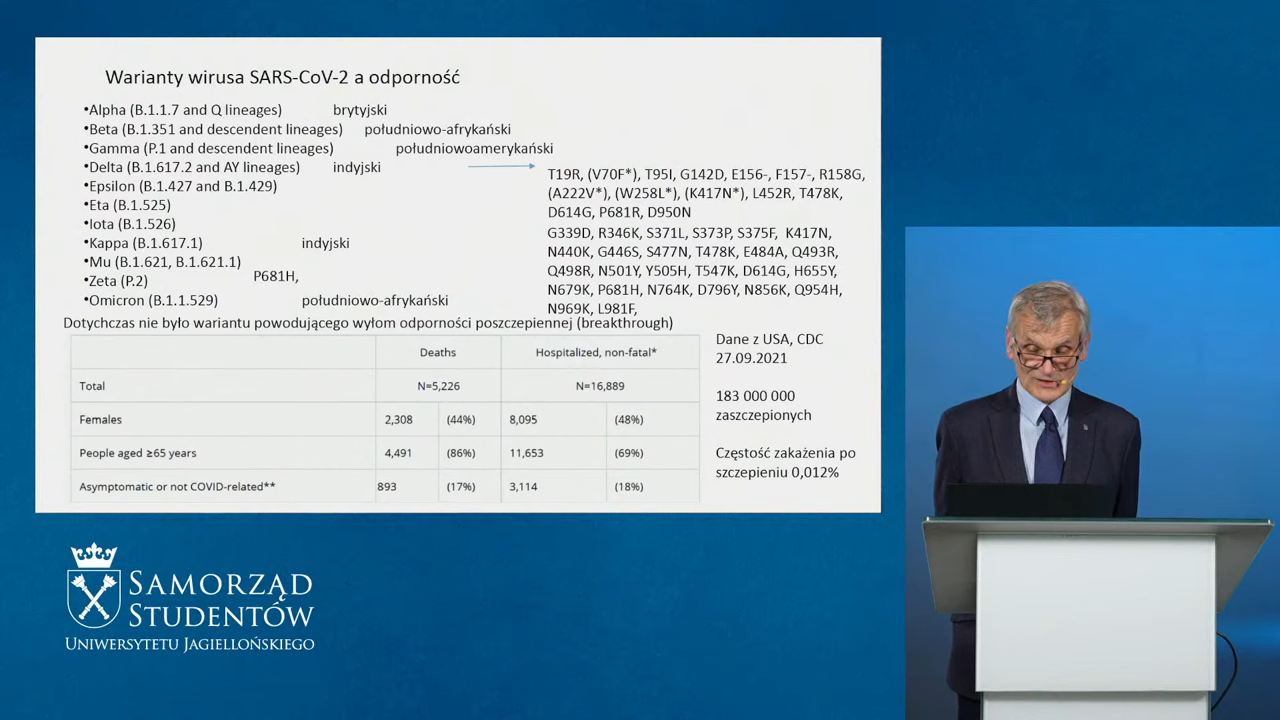 Warianty wirusa SARS-CoV-2 a odporność
•Alpha (B.1.1.7 and Q lineages) brytyjski
•Beta (B.1.351 and descendent lineages) południowo-afrykański
•Gamma (P.1 and descendent lineages) południowoamerykański
•Delta (B.1.617.2 and AY lineages) indyjski
•Epsilon (B.1.427 and B.1.429)
•Eta (B.1.525)
•Iota (B.1.526)
•Kappa (B.1.617.1) indyjski
•Mu (B.1.621, B.1.621.1)
•Zeta (P.2) P681H,
•Omicron (B.1.1.529) południowo-afrykański
T19R, (V70F*), T95I, G142D, E156-, F157-, R158G,
(A222V*), (W258L*), (K417N*), L452R, T478K,
D614G, P681R, D950N
G339D, R346K, S371L, S373P, S375F, K417N,
N440K, G446S, S477N, T478K, E484A, Q493R,
Q498R, N501Y, Y505H, T547K, D614G, H655Y,
N679K, P681H, N764K, D796Y, N856K, Q954H,
N969K, L981F,
Dotychczas nie bylo wariantu powodującego wyłom odporności poszczepiennej (breakthrough)
Deaths Hospitalized, non-fatal*
Total N=5,226 N=16,889
Females 2,308 (44%) 8,095 (48%)
People aged ≥65 years 4,491 (86%) 11,653 (69%)
Asymptomatic or not COVID-related** 893 (17%) 3,114 (18%)
Dane z USA, CDC
27.09.2021
183 000 000
zaszczepionych
Częstość zakażenia po
szczepieniu 0,012%
SAMORZĄD
STUDENTÓW
UNIWERSYTETU JAGIELLOŃSKIEGO